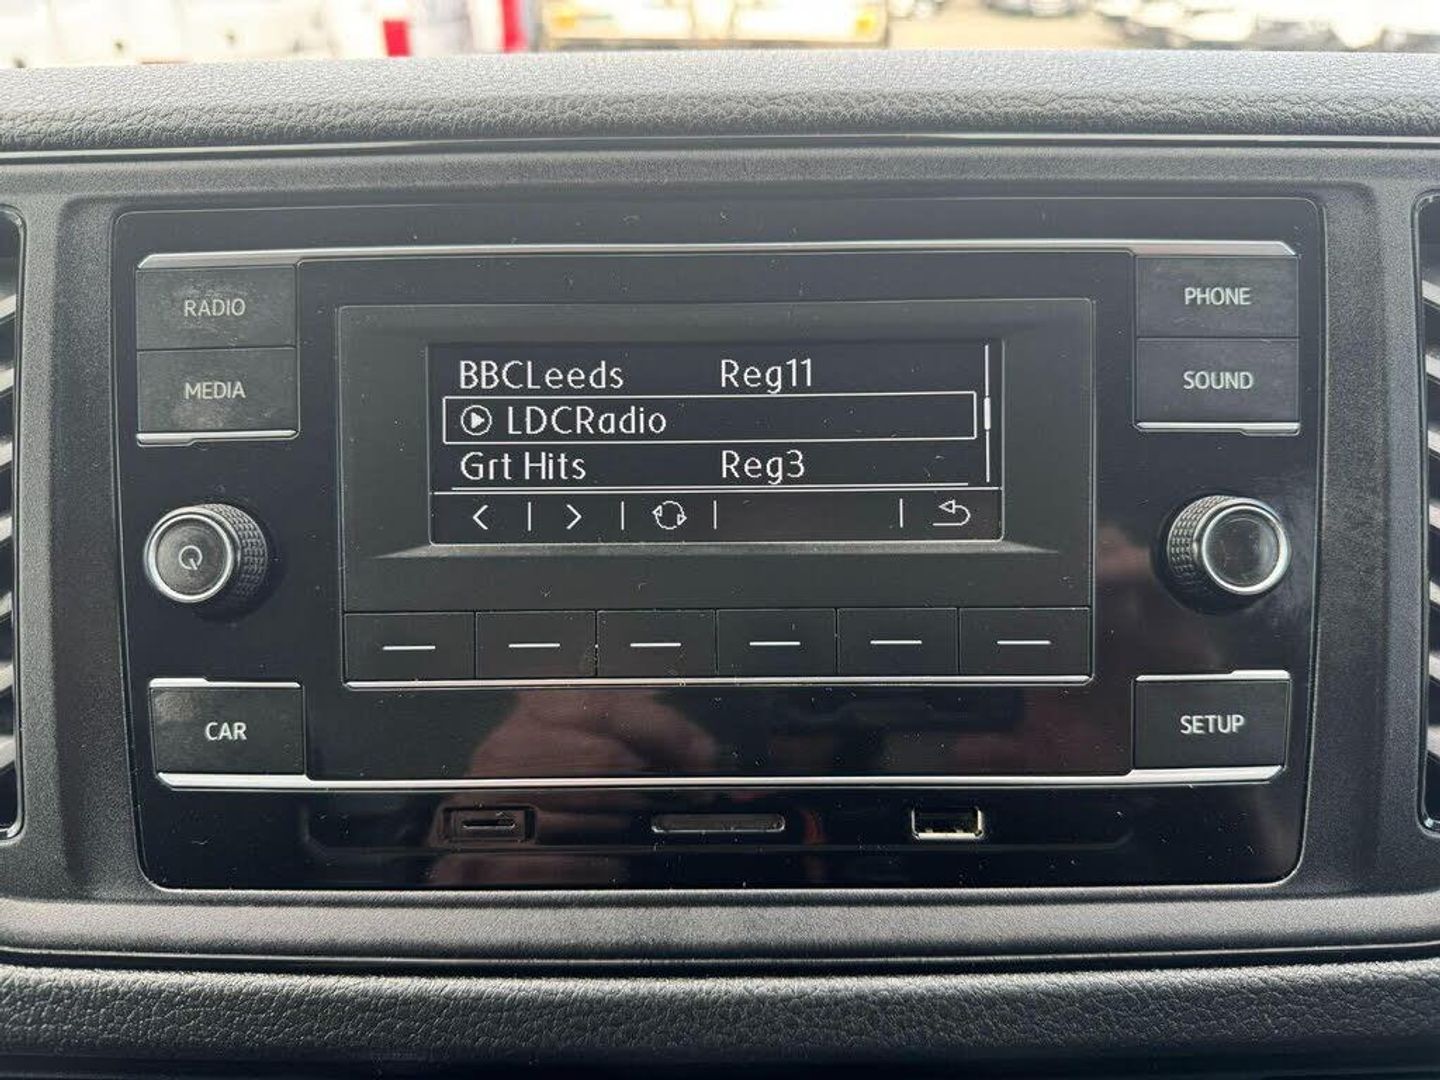 RADIO
MEDIA
BBCLeeds Reg11
LDCRadio
Grt Hits Reg3
PHONE
SOUND
CAR
SETUP